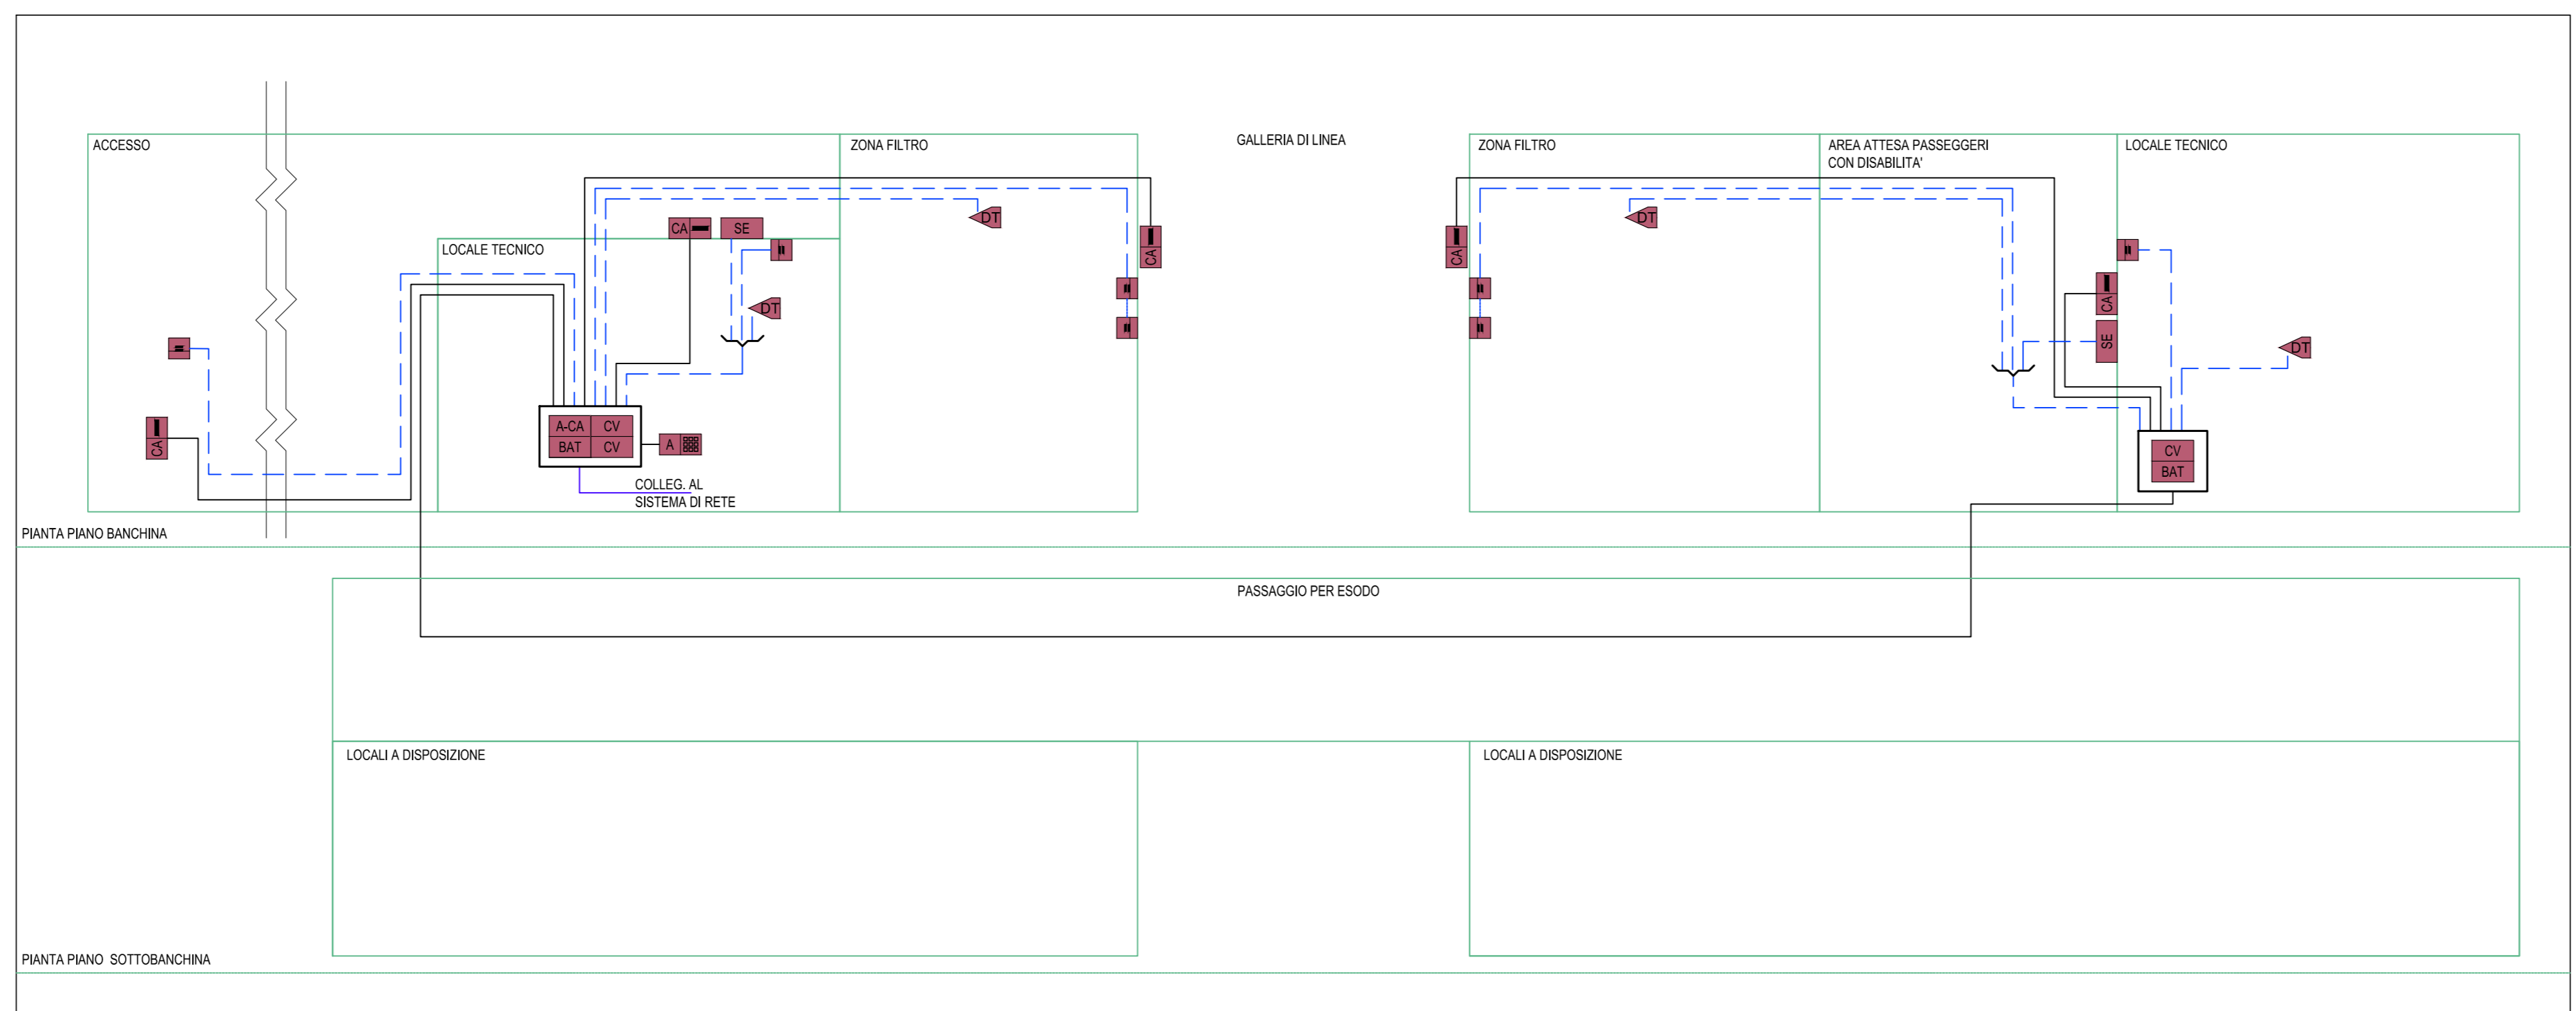 ACCESSO
ZONA FILTRO
GALLERIA DI LINEA
ZONA FILTRO
AREA ATTESA PASSEGGERI
CON DISABILITA'
LOCALE TECNICO
LOCALE TECNICO
CA
SE
DT
DT
CA
CA
DT
CA
SE
DT
CA
A-CA
CV
BAT
CV
A
COLLEG. AL
SISTEMA DI RETE
CV
BAT
PIANTA PIANO BANCHINA
PASSAGGIO PER ESODO
LOCALI A DISPOSIZIONE
LOCALI A DISPOSIZIONE
PIANTA PIANO SOTTOBANCHINA